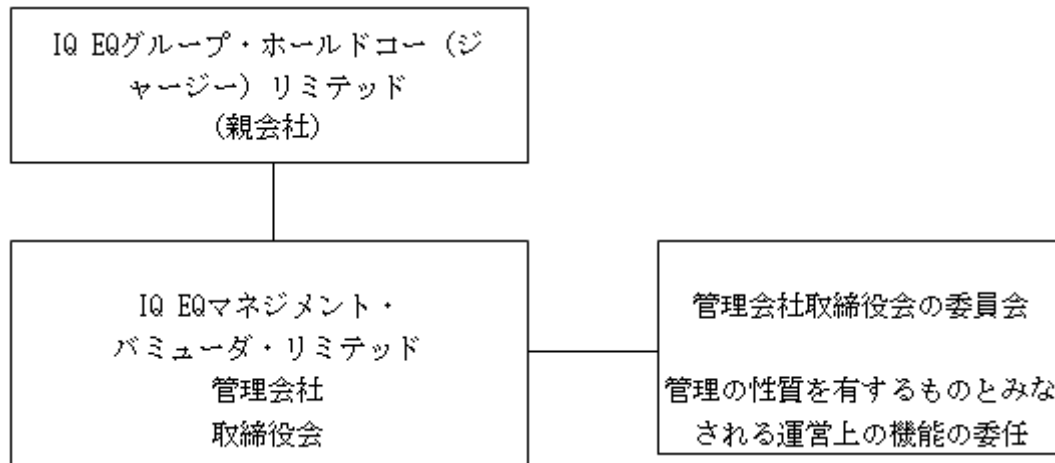 IQ EQグループ・ホールドコー（ジ
ャージー）リミテッド
（親会社）
IQ EQマネジメント・
バミューダ・リミテッド
管理会社
取締役会
管理会社取締役会の委員会
管理の性質を有するものとみな
される運営上の機能の委任